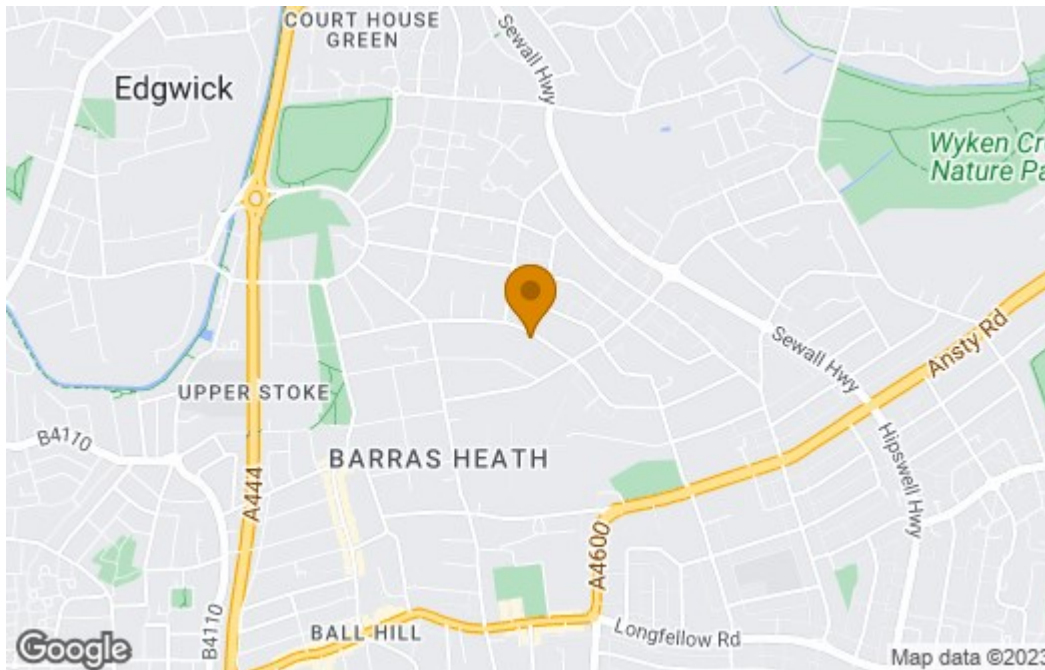 COURT HOUSE
GREEN
Sewall Hwy
Edgwick
Wyken Cr
Nature Pa
Ansty Rd
Sewall Hwy
UPPER STOKE
B4110
BARRAS HEATH
Hipswell Hwy
A444
A4600
B4110
BALL HILL
Longfellow Rd
Google
Map data ©2023